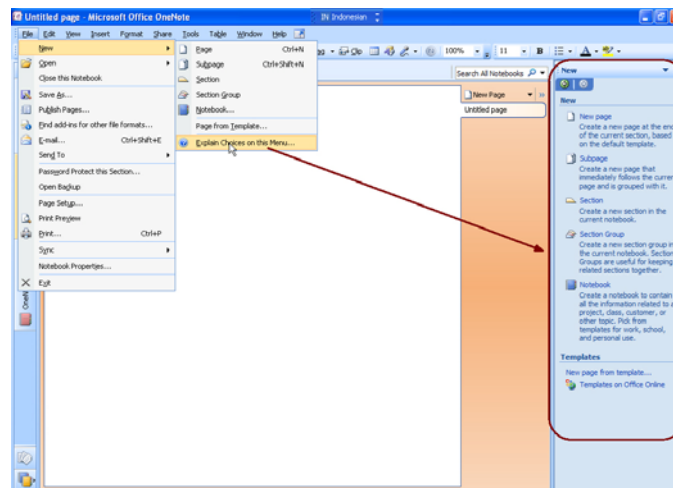 Untitled page - Microsoft Office OneNote
IN Indonesian
File Edit View Insert Format Share Tools Table Window Help
100% 11 B
Search All Notebooks
New
Open
Close this Notebook
Save As...
Publish Pages...
Find add-ins for other file formats...
E-mail... Ctrl+Shift+E
Send To
Password Protect this Section...
Open Backup
Page Setup...
Print Preview
Print... Ctrl+P
Sync
Notebook Properties...
Exit
Page Ctrl+N
Subpage Ctrl+Shift+N
Section
Section Group
Notebook...
Page from Template...
Explain Choices on this Menu...
New Page
Untitled page
New
New
New page
Create a new page at the end
of the current section, based
on the default template.
Subpage
Create a new page that
immediately follows the curren
page and is grouped with it.
Section
Create a new section in the
current notebook.
Section Group
Create a new section group in
the current notebook. Section
Groups are useful for keeping
related sections together.
Notebook
Create a notebook to contain
all the information related to a
project, class, customer, or
other topic. Pick from
templates for work, school,
and personal use.
Templates
New page from template...
Templates on Office Online